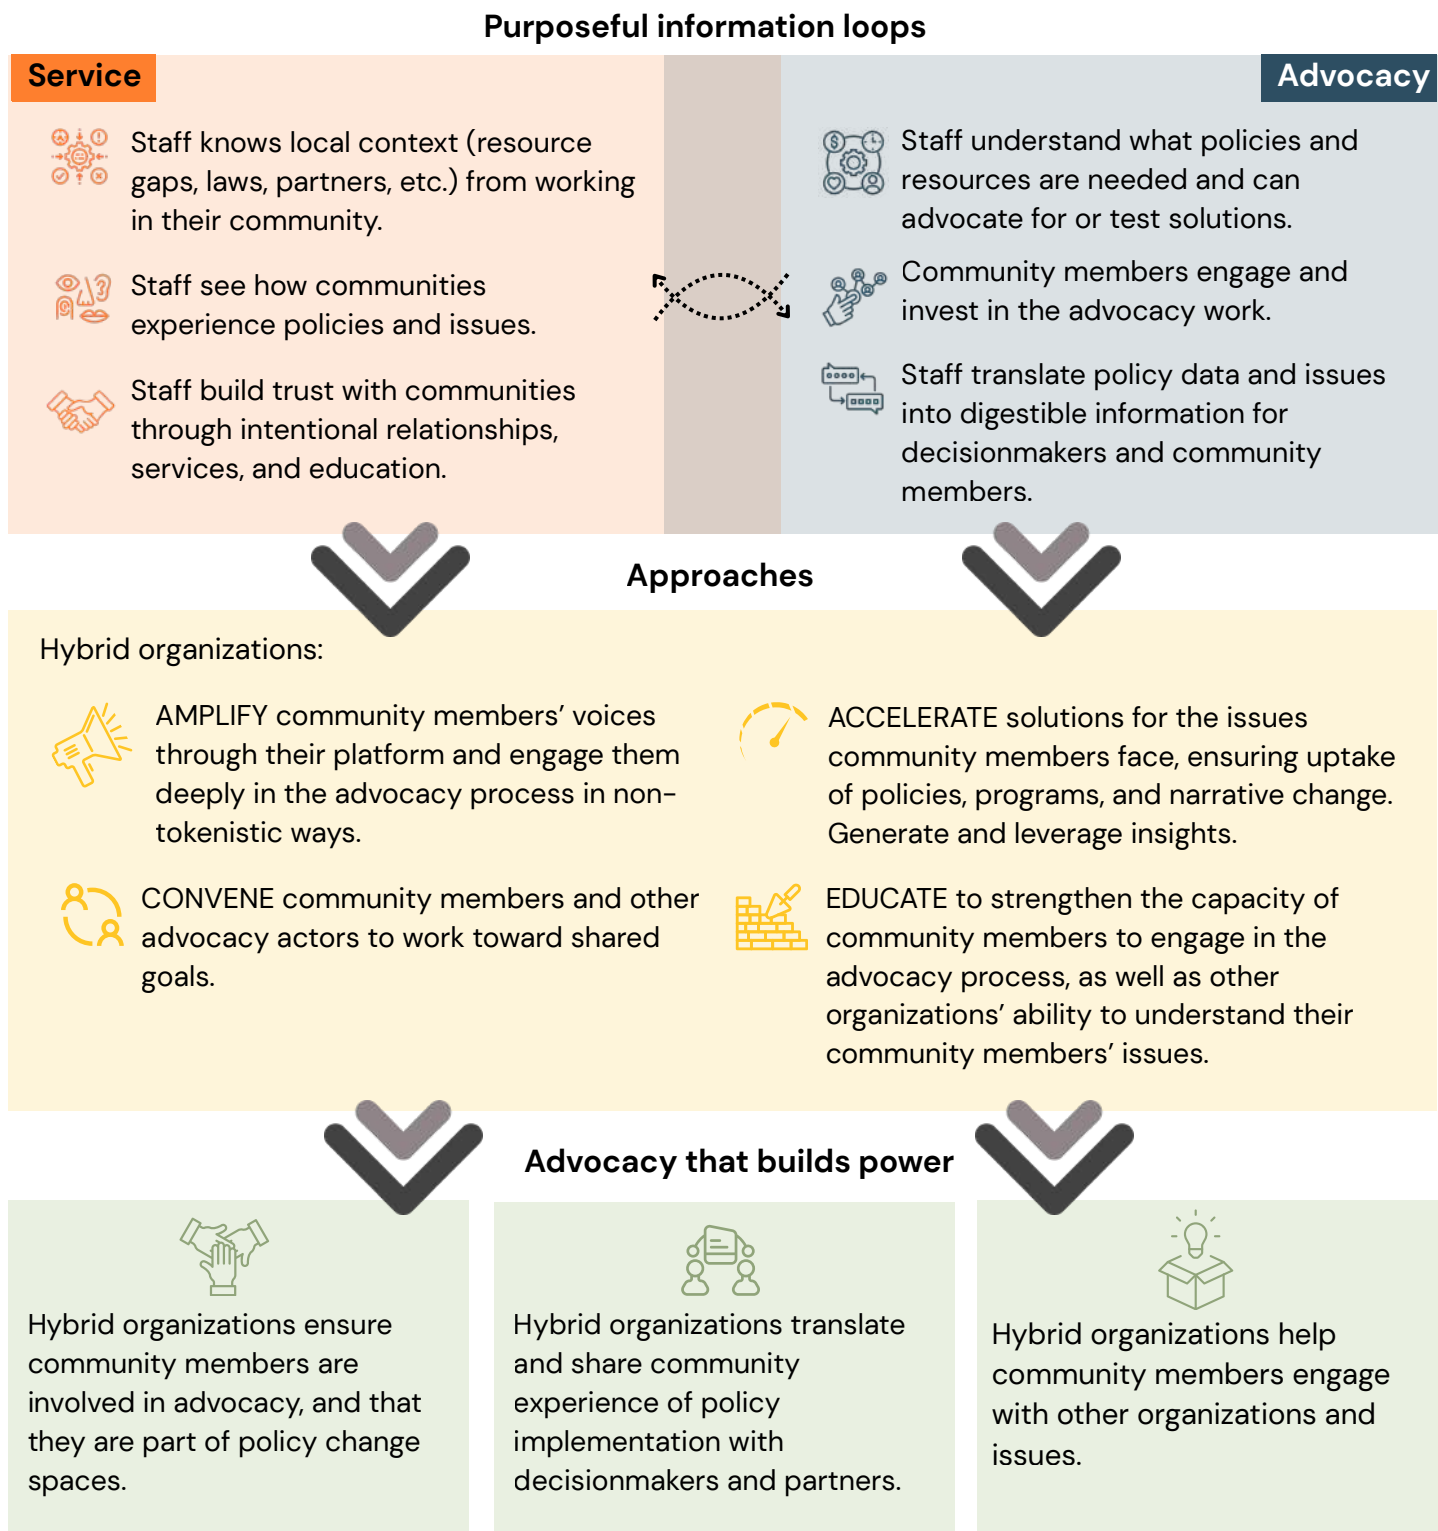 Purposeful information loops
Service
Staff knows local context (resource
gaps, laws, partners, etc.) from working
in their community.
Staff see how communities
experience policies and issues.
Staff build trust with communities
through intentional relationships,
services, and education.
Advocacy
Staff understand what policies and
resources are needed and can
advocate for or test solutions.
Community members engage and
invest in the advocacy work.
Staff translate policy data and issues
into digestible information for
decisionmakers and community
members.
Approaches
Hybrid organizations:
AMPLIFY community members’ voices
through their platform and engage them
deeply in the advocacy process in non-
tokenistic ways.
ACCELERATE solutions for the issues
community members face, ensuring uptake
of policies, programs, and narrative change.
Generate and leverage insights.
CONVENE community members and other
advocacy actors to work toward shared
goals.
EDUCATE to strengthen the capacity of
community members to engage in the
advocacy process, as well as other
organizations’ ability to understand their
community members’ issues.
Advocacy that builds power
Hybrid organizations ensure
community members are
involved in advocacy, and that
they are part of policy change
spaces.
Hybrid organizations translate
and share community
experience of policy
implementation with
decisionmakers and partners.
Hybrid organizations help
community members engage
with other organizations and
issues.